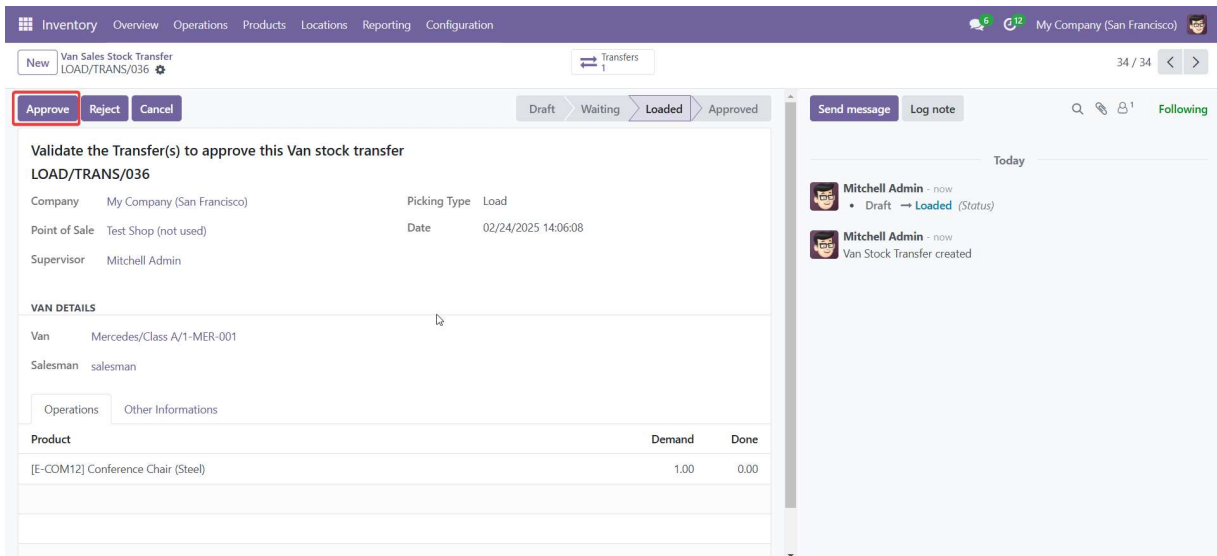 Inventory Overview Operations Products Locations Reporting Configuration 6 12 My Company (San Francisco)
New Van Sales Stock Transfer
LOAD/TRANS/036
Transfers
1
34 / 34
Approve Reject Cancel
Draft Waiting Loaded Approved
Send message Log note 1 Following
Validate the Transfer(s) to approve this Van stock transfer
LOAD/TRANS/036
Company My Company (San Francisco)
Picking Type Load
Point of Sale Test Shop (not used)
Date 02/24/2025 14:06:08
Supervisor Mitchell Admin
VAN DETAILS
Van Mercedes/Class A/1-MER-001
Salesman salesman
Operations Other Informations
Product Demand Done
[E-COM12] Conference Chair (Steel) 1.00 0.00
Today
Mitchell Admin - now
• Draft → Loaded (Status)
Mitchell Admin - now
Van Stock Transfer created